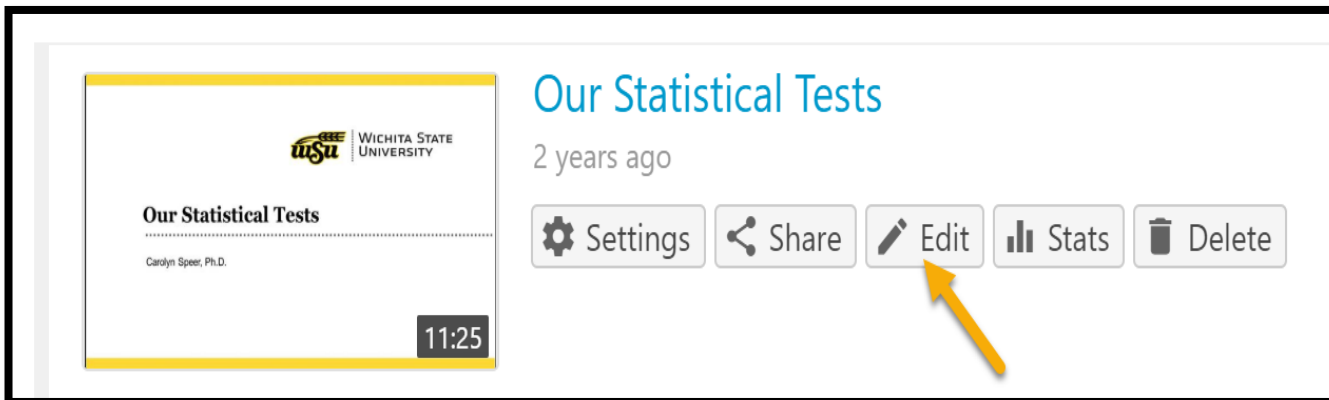 WSU WICHITA STATE
UNIVERSITY
Our Statistical Tests
Carolyn Speer, Ph.D.
11:25
Our Statistical Tests
2 years ago
Settings Share Edit Stats Delete